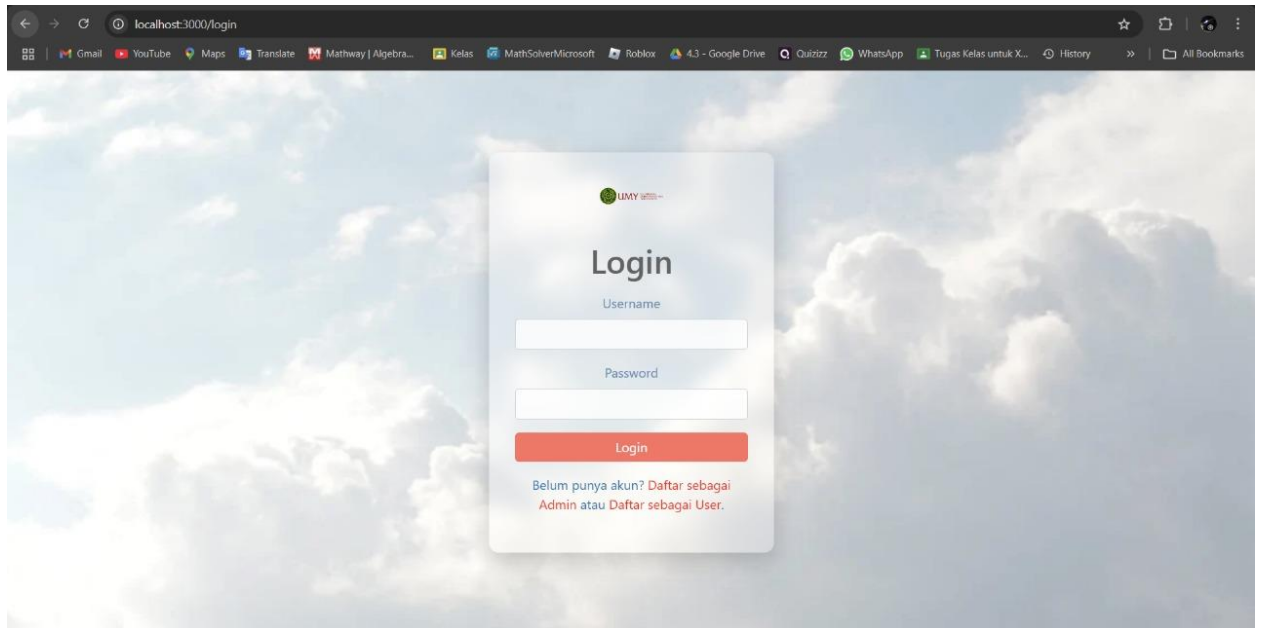 localhost:3000/login
Gmail YouTube Maps Translate Mathway | Algebra... Kelas MathSolverMicrosoft Roblox 4.3 - Google Drive Quizizz WhatsApp Tugas Kelas untuk X... History » All Bookmarks
UMY
Login
Username
Password
Login
Belum punya akun? Daftar sebagai
Admin atau Daftar sebagai User.